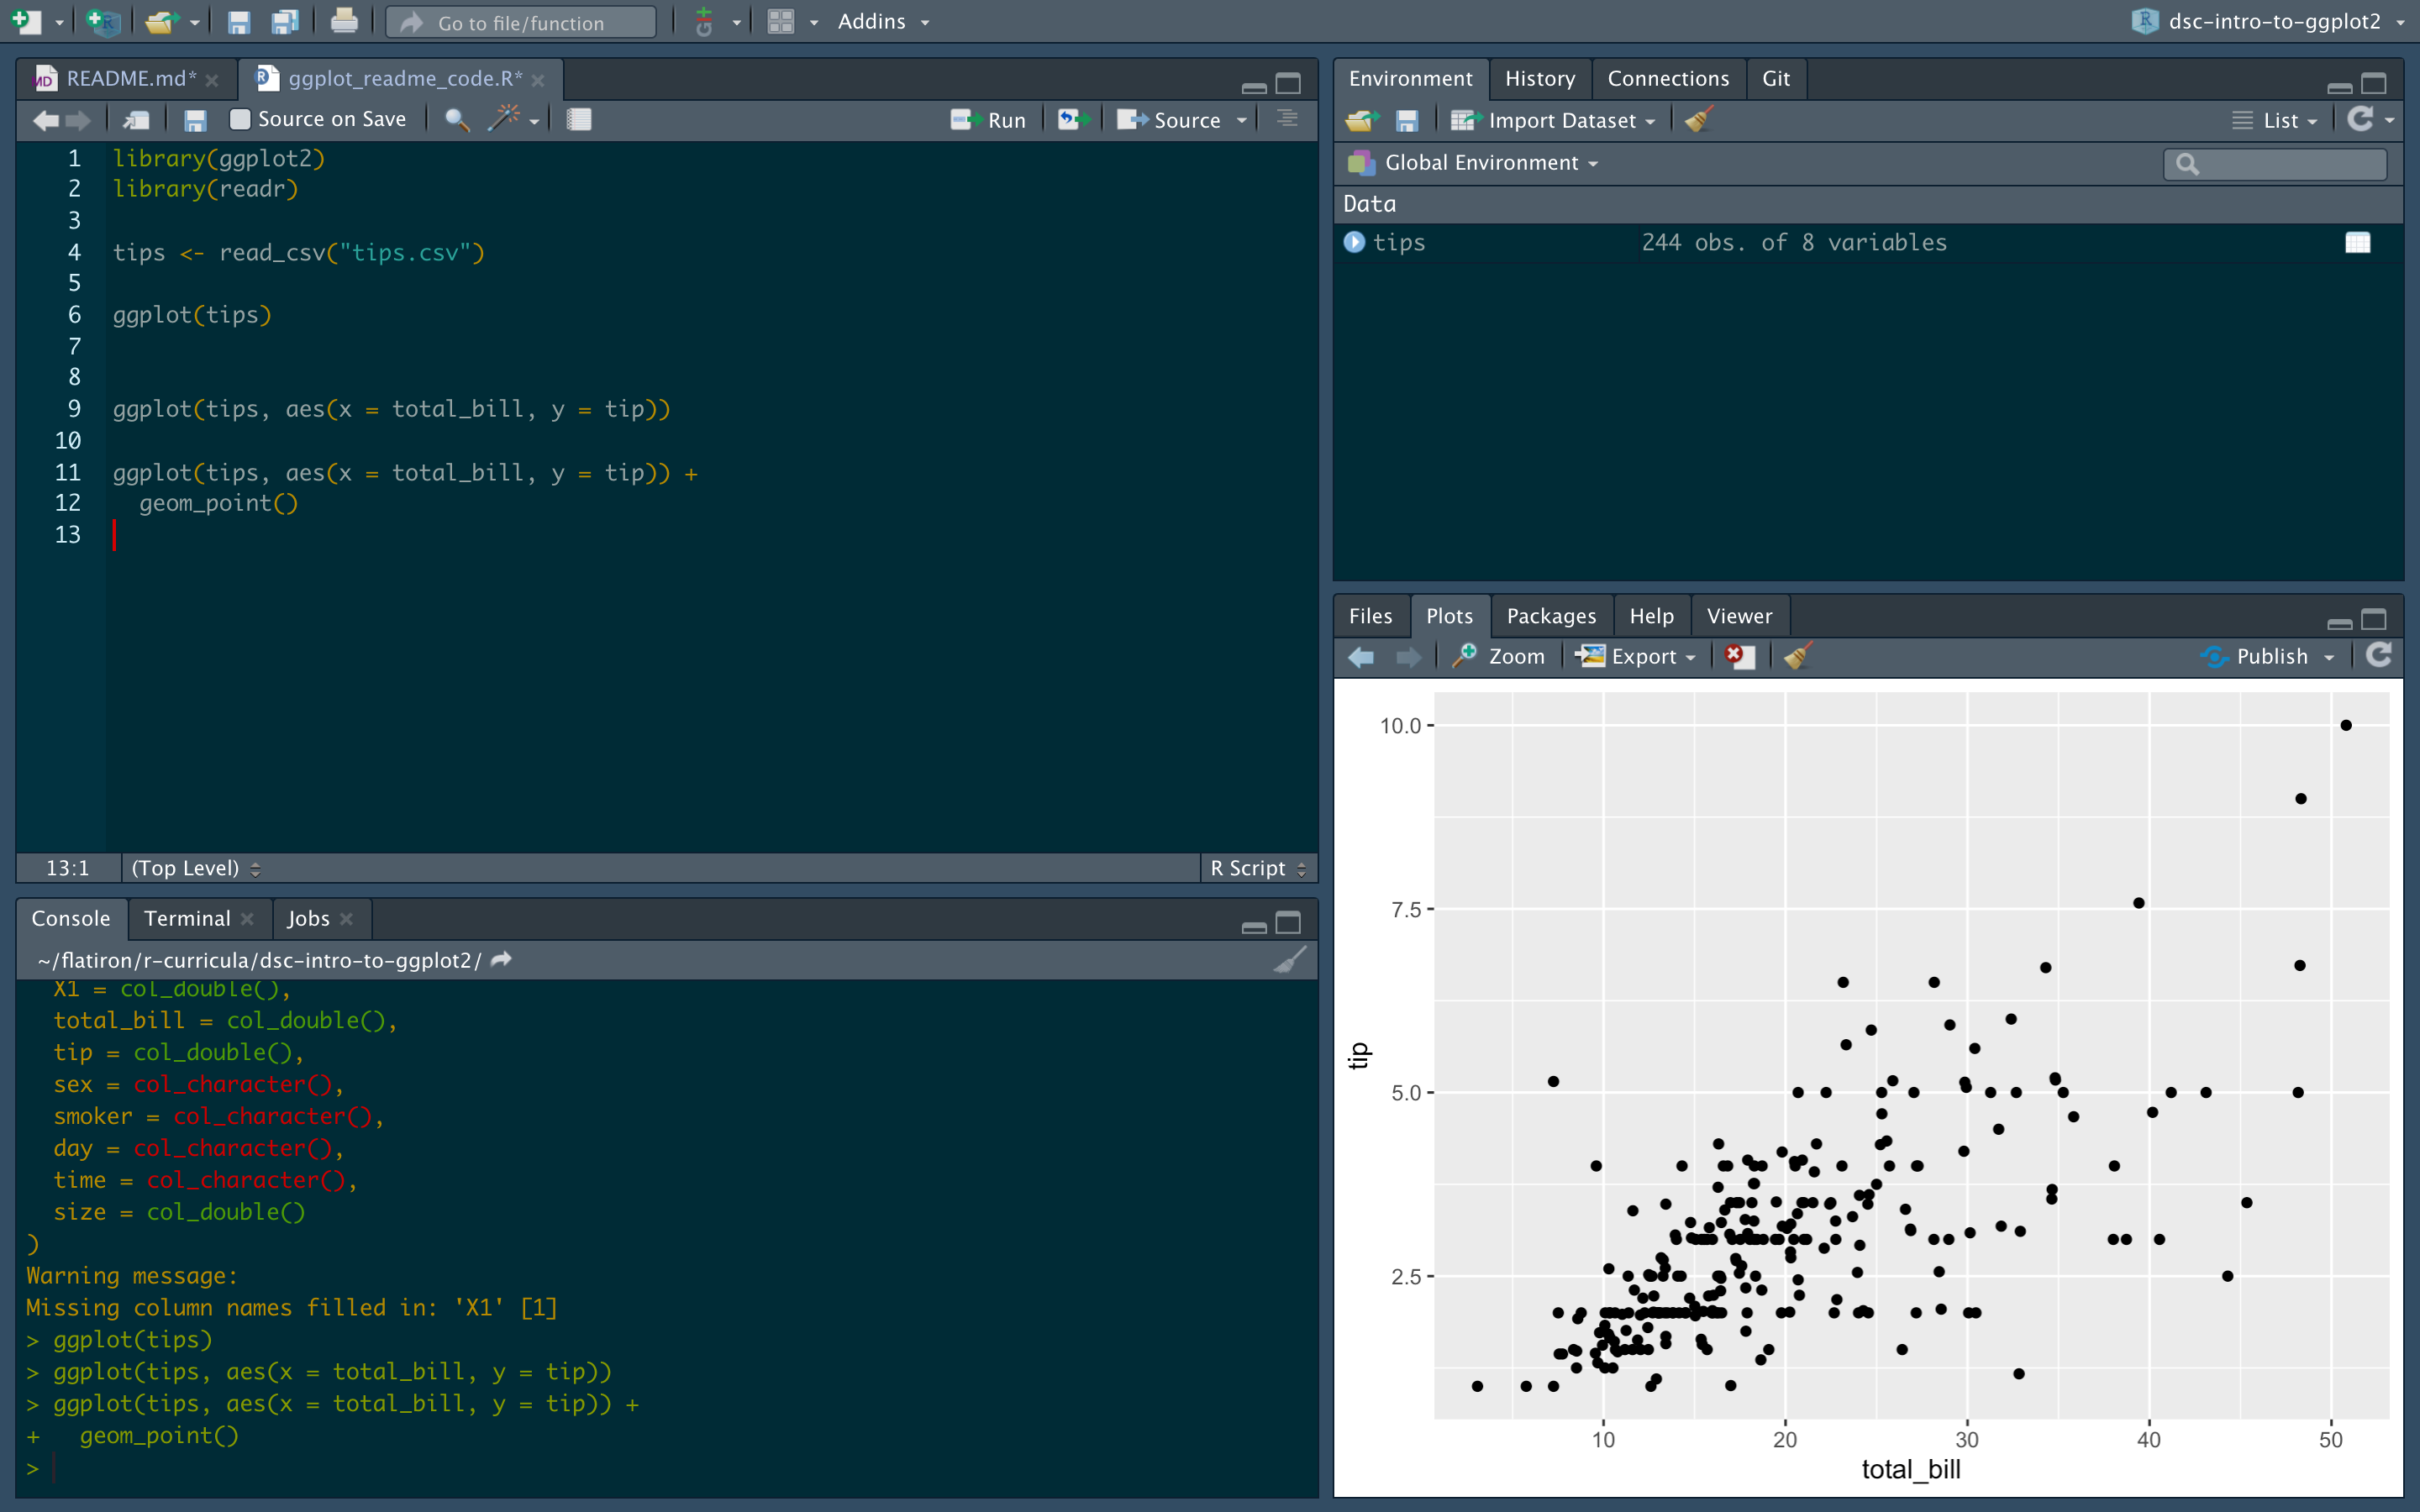 Go to file/function
Addins
dsc-intro-to-ggplot2
README.md*
ggplot_readme_code.R*
Source on Save
Run
Source
1 library(ggplot2)
2 library(readr)
3
4 tips <- read_csv("tips.csv")
5
6 ggplot(tips)
7
8
9 ggplot(tips, aes(x = total_bill, y = tip))
10
11 ggplot(tips, aes(x = total_bill, y = tip)) +
12   geom_point()
13
13:1 (Top Level) R Script
Console Terminal Jobs
~/flatiron/r-curricula/dsc-intro-to-ggplot2/
  X1 = col_double(),
  total_bill = col_double(),
  tip = col_double(),
  sex = col_character(),
  smoker = col_character(),
  day = col_character(),
  time = col_character(),
  size = col_double()
)
Warning message:
Missing column names filled in: 'X1' [1]
> ggplot(tips)
> ggplot(tips, aes(x = total_bill, y = tip))
> ggplot(tips, aes(x = total_bill, y = tip)) +
+   geom_point()
>
Environment History Connections Git
Import Dataset List
Global Environment
Data
tips 244 obs. of 8 variables
Files Plots Packages Help Viewer
Zoom Export Publish
10.0
7.5
5.0
2.5
tip
10 20 30 40 50
total_bill